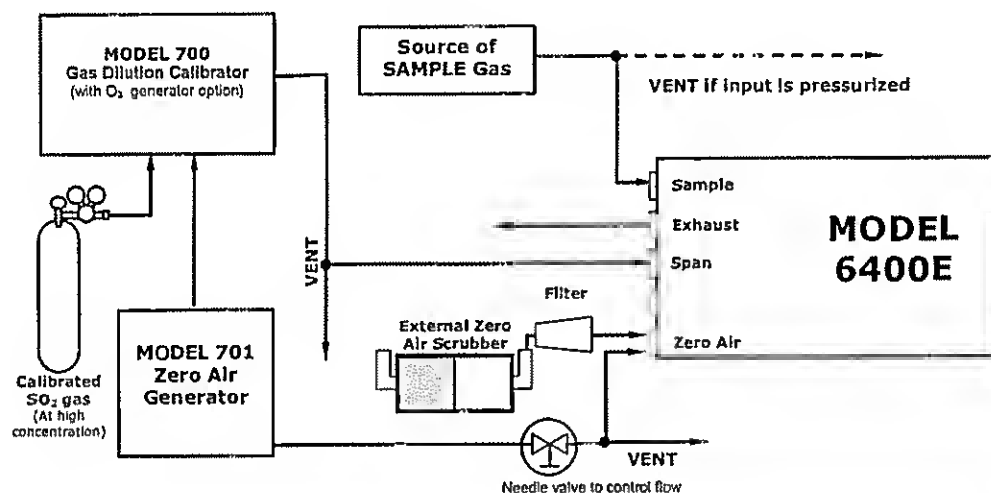 MODEL 700
Gas Dilution Calibrator
(with O₃ generator option)
Source of
SAMPLE Gas
VENT if input is pressurized
Sample
Exhaust
Span
Zero Air
MODEL
6400E
VENT
Filter
External Zero
Air Scrubber
MODEL 701
Zero Air
Generator
Calibrated
SO₂ gas
(At high
concentration)
VENT
Needle valve to control flow